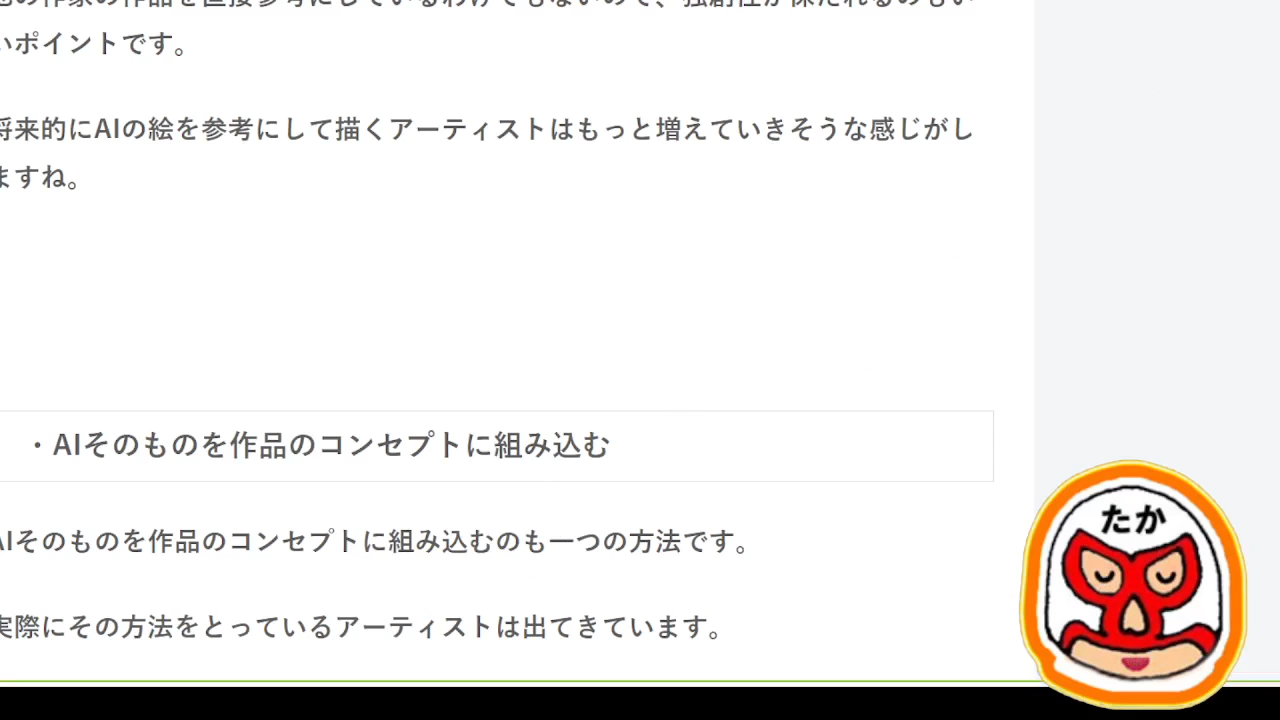 いポイントです。
将来的にAIの絵を参考にして描くアーティストはもっと増えていきそうな感じがし
ますね。
・AIそのものを作品のコンセプトに組み込む
AIそのものを作品のコンセプトに組み込むのも一つの方法です。
実際にその方法をとっているアーティストは出てきています。
たか